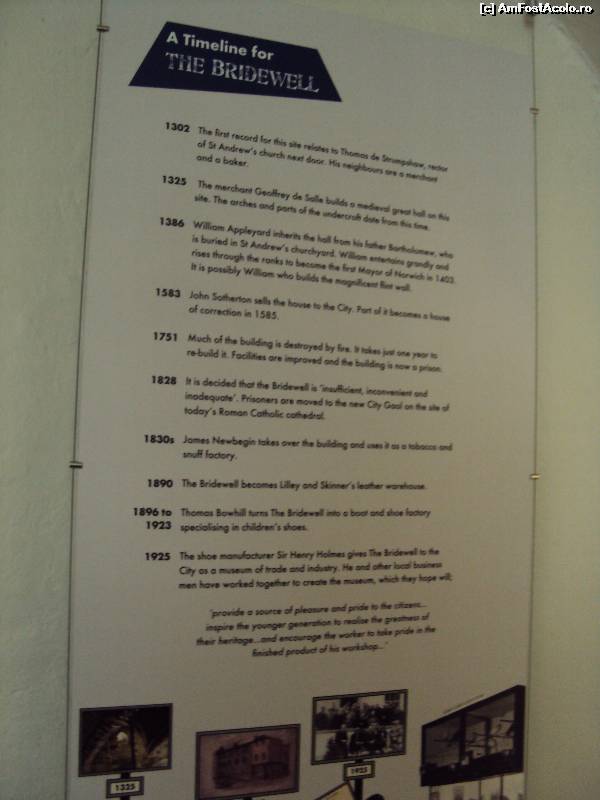 [c] AmFostAcolo.ro
A Timeline for
THE BRIDEWELL
1302 The first record for this site relates to Thomas de Strumpshaw, rector
of St Andrew's church next door. His neighbours are a merchant
and a baker.
1325 The merchant Geoffrey de Salle builds a medieval great hall on this
site. The arches and parts of the undercroft date from this time.
1386 William Appleyard inherits the hall from his father Bartholomew, who
is buried in St Andrew's churchyard. William entertains grandly and
rises through the ranks to become the first Mayor of Norwich in 1403.
It is possibly William who builds the magnificent flint wall.
1583 John Sotherton sells the house to the City. Part of it becomes a house
of correction in 1585.
1751 Much of the building is destroyed by fire. It takes just one year to
re-build it. Facilities are improved and the building is now a prison.
1828 It is decided that the Bridewell is 'insufficient, inconvenient and
inadequate'. Prisoners are moved to the new City Gaol on the site of
today's Roman Catholic cathedral.
1830s James Newbegin takes over the building and uses it as a tobacco and
snuff factory.
1890 The Bridewell becomes Lilley and Skinner's leather warehouse.
1896 to Thomas Bowhill turns The Bridewell into a boot and shoe factory
1923 specialising in children's shoes.
1925 The shoe manufacturer Sir Henry Holmes gives The Bridewell to the
City as a museum of trade and industry. He and other local business
men have worked together to create the museum, which they hope will;
'provide a source of pleasure and pride to the citizens...
inspire the younger generation to realise the greatness of
their heritage...and encourage the worker to take pride in the
finished product of his workshop...'
1325
1925